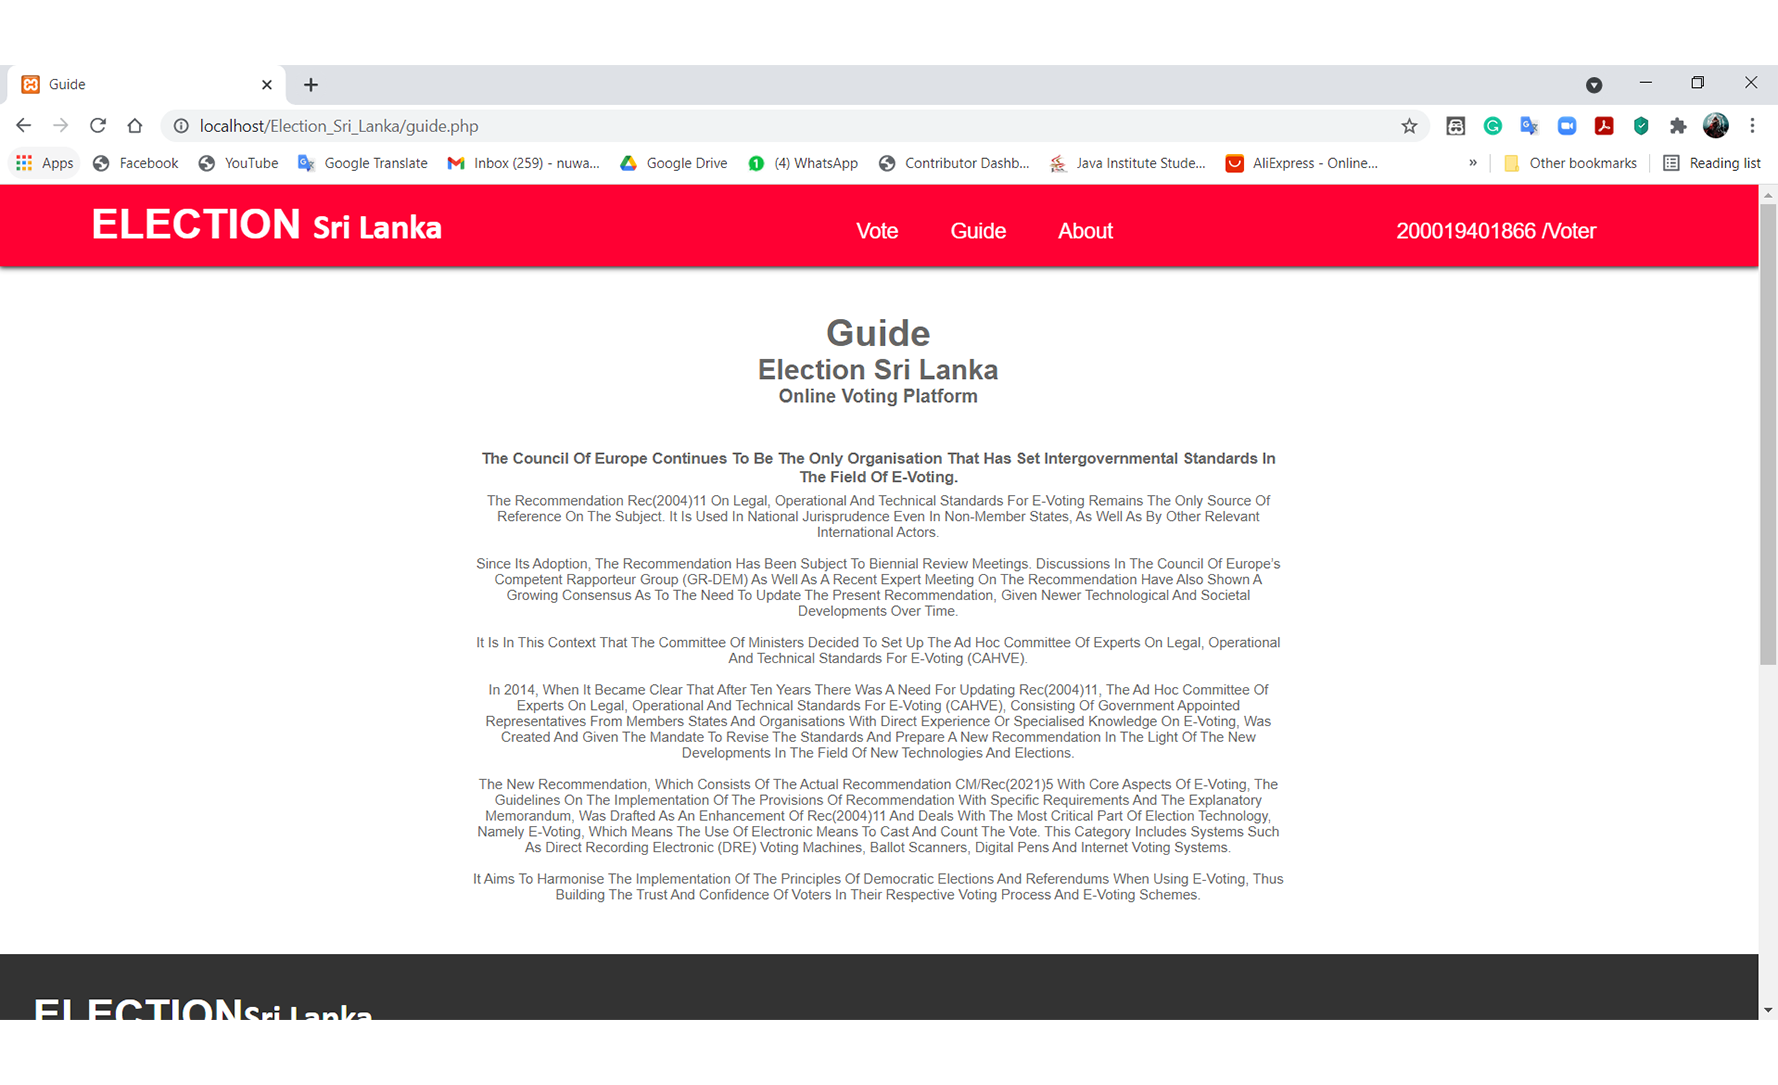 Guide
localhost/Election_Sri_Lanka/guide.php
Apps Facebook YouTube Google Translate Inbox (259) - nuwa... Google Drive (4) WhatsApp Contributor Dashb... Java Institute Stude... AliExpress - Online... » Other bookmarks Reading list
ELECTION Sri Lanka Vote Guide About 200019401866 /Voter
Guide
Election Sri Lanka
Online Voting Platform
The Council Of Europe Continues To Be The Only Organisation That Has Set Intergovernmental Standards In
The Field Of E-Voting.
The Recommendation Rec(2004)11 On Legal, Operational And Technical Standards For E-Voting Remains The Only Source Of
Reference On The Subject. It Is Used In National Jurisprudence Even In Non-Member States, As Well As By Other Relevant
International Actors.
Since Its Adoption, The Recommendation Has Been Subject To Biennial Review Meetings. Discussions In The Council Of Europe's
Competent Rapporteur Group (GR-DEM) As Well As A Recent Expert Meeting On The Recommendation Have Also Shown A
Growing Consensus As To The Need To Update The Present Recommendation, Given Newer Technological And Societal
Developments Over Time.
It Is In This Context That The Committee Of Ministers Decided To Set Up The Ad Hoc Committee Of Experts On Legal, Operational
And Technical Standards For E-Voting (CAHVE).
In 2014, When It Became Clear That After Ten Years There Was A Need For Updating Rec(2004)11, The Ad Hoc Committee Of
Experts On Legal, Operational And Technical Standards For E-Voting (CAHVE), Consisting Of Government Appointed
Representatives From Members States And Organisations With Direct Experience Or Specialised Knowledge On E-Voting, Was
Created And Given The Mandate To Revise The Standards And Prepare A New Recommendation In The Light Of The New
Developments In The Field Of New Technologies And Elections.
The New Recommendation, Which Consists Of The Actual Recommendation CM/Rec(2021)5 With Core Aspects Of E-Voting, The
Guidelines On The Implementation Of The Provisions Of Recommendation With Specific Requirements And The Explanatory
Memorandum, Was Drafted As An Enhancement Of Rec(2004)11 And Deals With The Most Critical Part Of Election Technology,
Namely E-Voting, Which Means The Use Of Electronic Means To Cast And Count The Vote. This Category Includes Systems Such
As Direct Recording Electronic (DRE) Voting Machines, Ballot Scanners, Digital Pens And Internet Voting Systems.
It Aims To Harmonise The Implementation Of The Principles Of Democratic Elections And Referendums When Using E-Voting, Thus
Building The Trust And Confidence Of Voters In Their Respective Voting Process And E-Voting Schemes.
ELECTIONSri Lanka